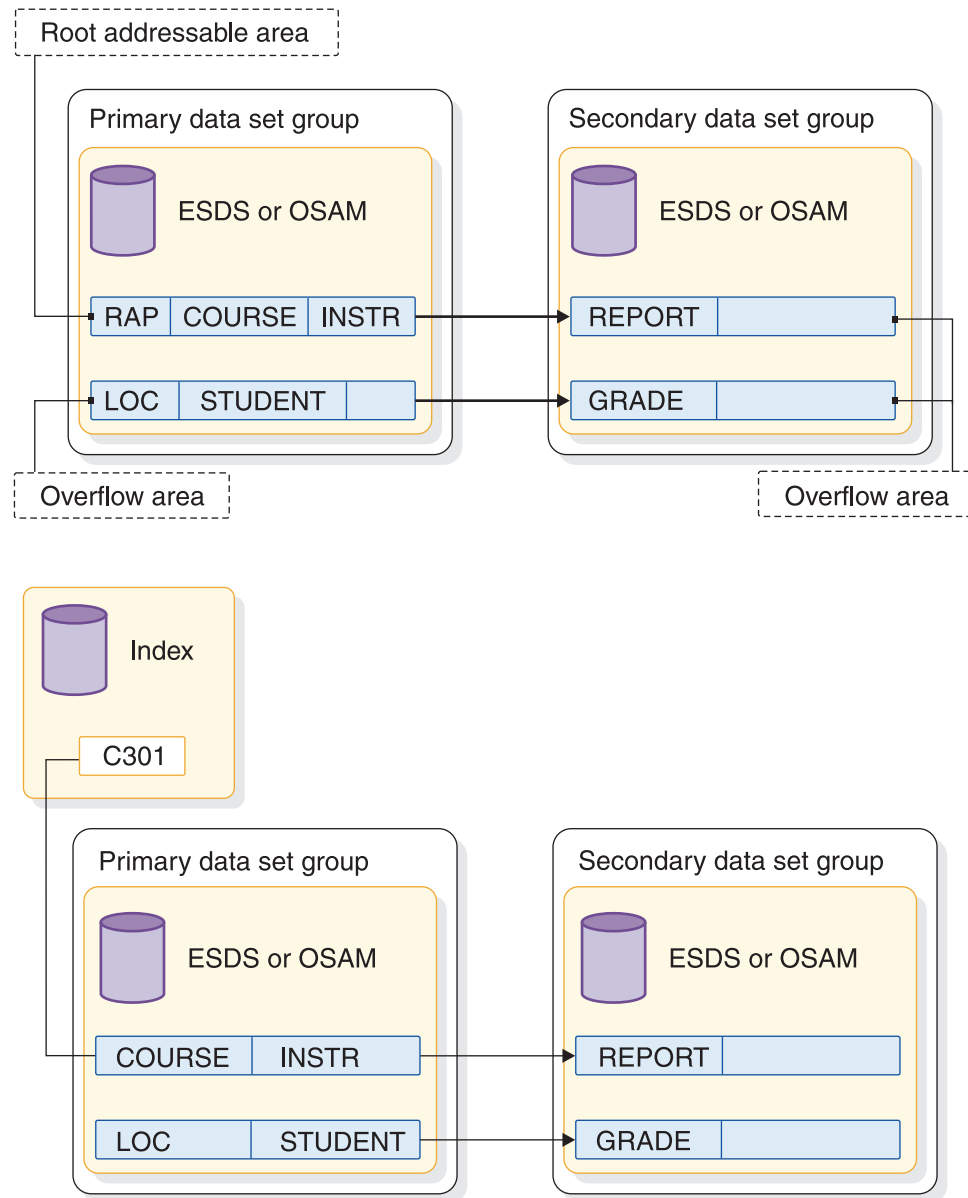 Root addressable area
Primary data set group
Secondary data set group
ESDS or OSAM
ESDS or OSAM
RAP COURSE INSTR
REPORT
LOC STUDENT
GRADE
Overflow area
Overflow area
Index
C301
Primary data set group
Secondary data set group
ESDS or OSAM
ESDS or OSAM
COURSE INSTR
REPORT
LOC STUDENT
GRADE